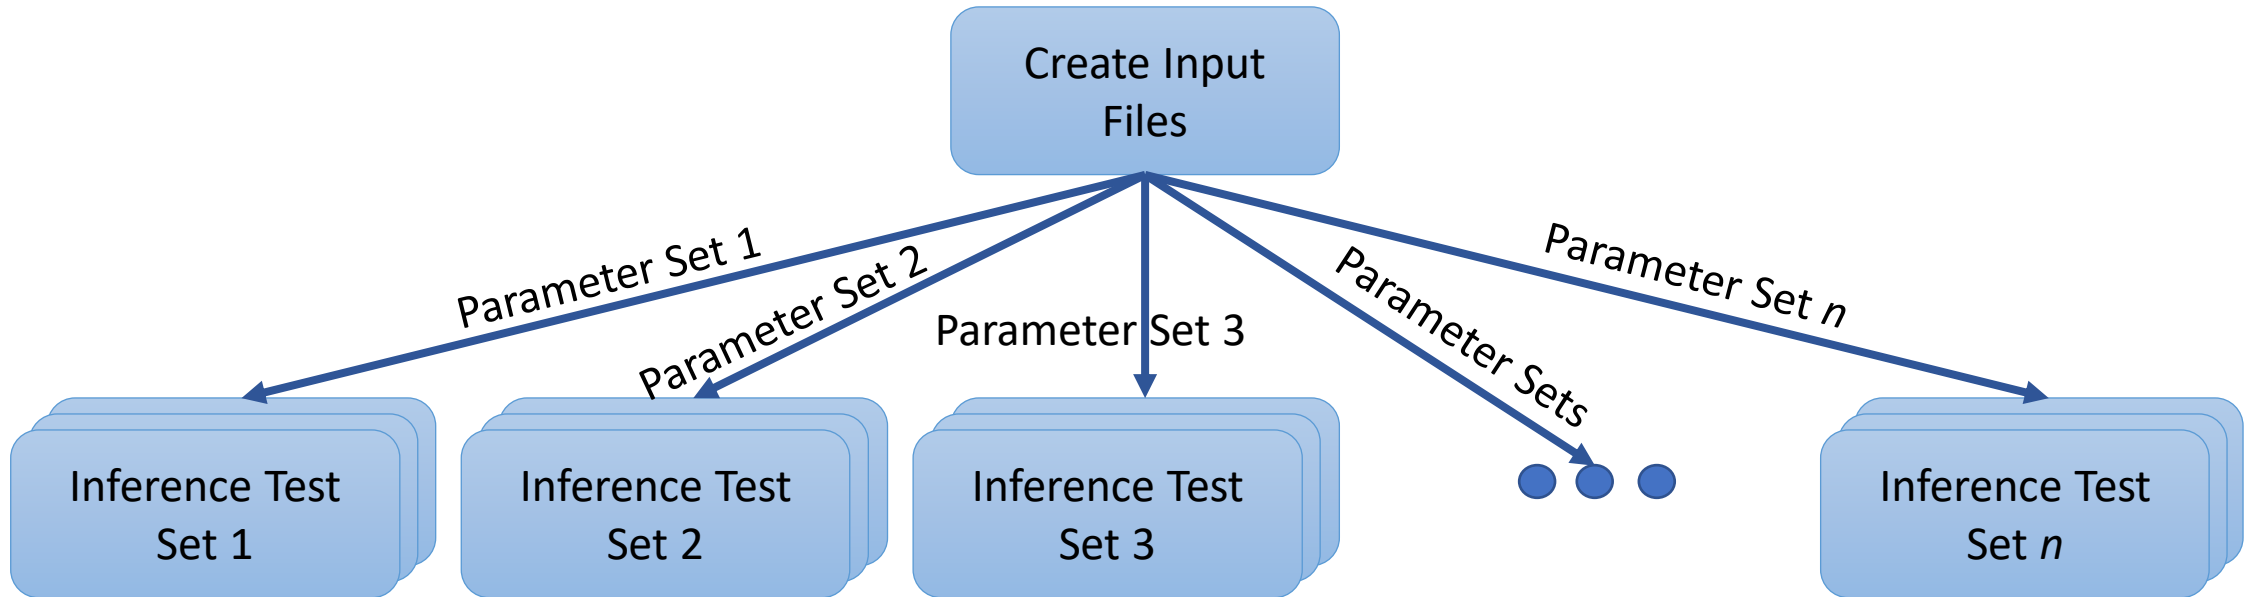 Create Input
Files
Parameter Set 1
Parameter Set 2
Parameter Set 3
Parameter Sets
Parameter Set n
Inference Test
Set 1
Inference Test
Set 2
Inference Test
Set 3
Inference Test
Set n